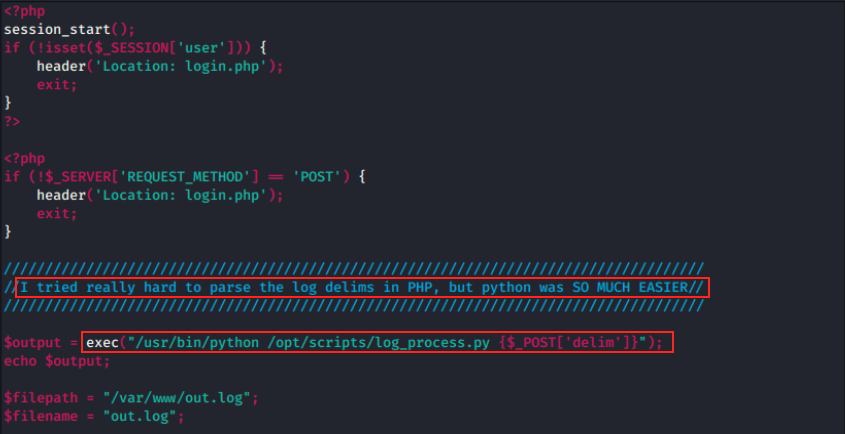 <?php
session_start();
if (!isset($_SESSION['user'])) {
    header('Location: login.php');
    exit;
}
?>

<?php
if (!$_SERVER['REQUEST_METHOD'] == 'POST') {
    header('Location: login.php');
    exit;
}

/////////////////////////////////////////////////////////////////////////////////////
//I tried really hard to parse the log delims in PHP, but python was SO MUCH EASIER//
/////////////////////////////////////////////////////////////////////////////////////

$output = exec("/usr/bin/python /opt/scripts/log_process.py {$_POST['delim']}");
echo $output;

$filepath = "/var/www/out.log";
$filename = "out.log";